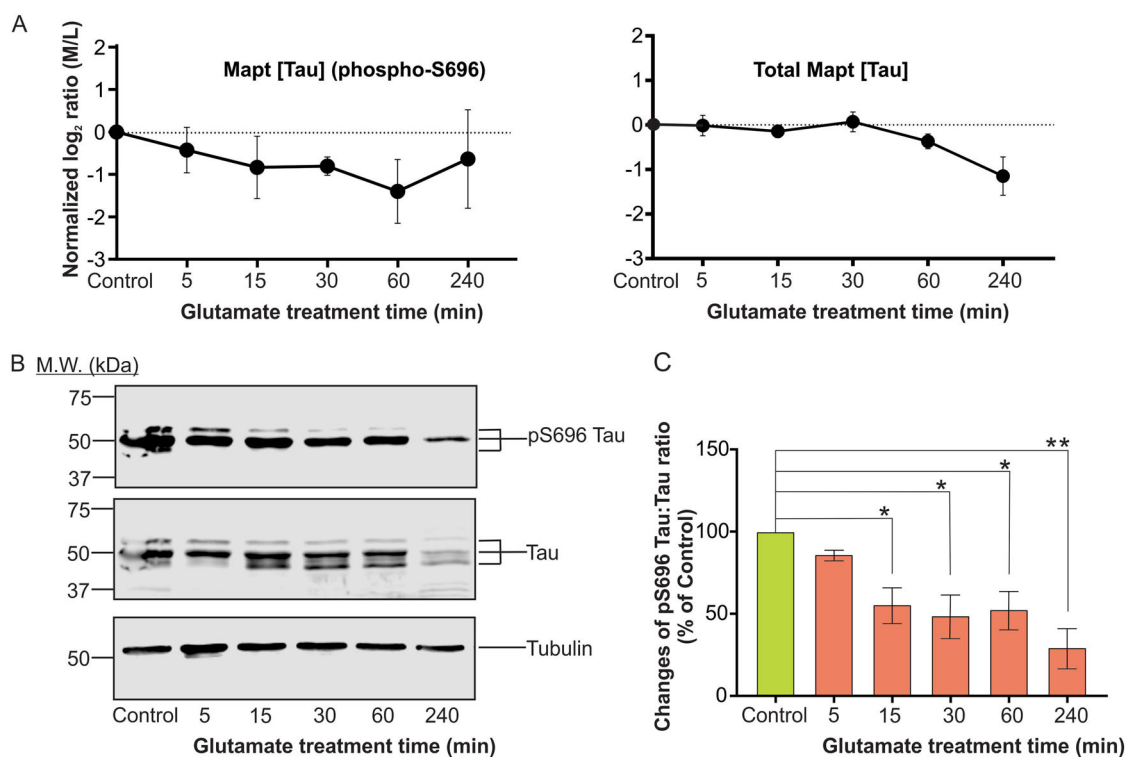 A
Normalized log₂ ratio (M/L)
2
1
0
-1
-2
-3
Mapt [Tau] (phospho-S696)
Control 5 15 30 60 240
Glutamate treatment time (min)
2
1
0
-1
-2
-3
Total Mapt [Tau]
Control 5 15 30 60 240
Glutamate treatment time (min)
B M.W. (kDa)
75
50
37
pS696 Tau
75
50
37
Tau
50
Tubulin
Control 5 15 30 60 240
Glutamate treatment time (min)
C
Changes of pS696 Tau:Tau ratio
(% of Control)
150
100
50
0
**
*
*
*
Control 5 15 30 60 240
Glutamate treatment time (min)